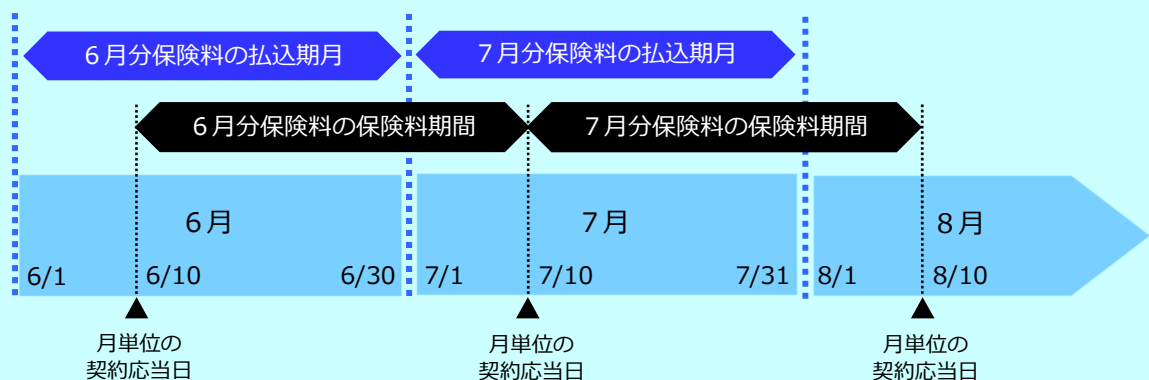 6月分保険料の払込期月
7月分保険料の払込期月
6月分保険料の保険料期間
7月分保険料の保険料期間
6月
7月
8月
6/1
6/10
6/30
7/1
7/10
7/31
8/1
8/10
月単位の
契約応当日
月単位の
契約応当日
月単位の
契約応当日